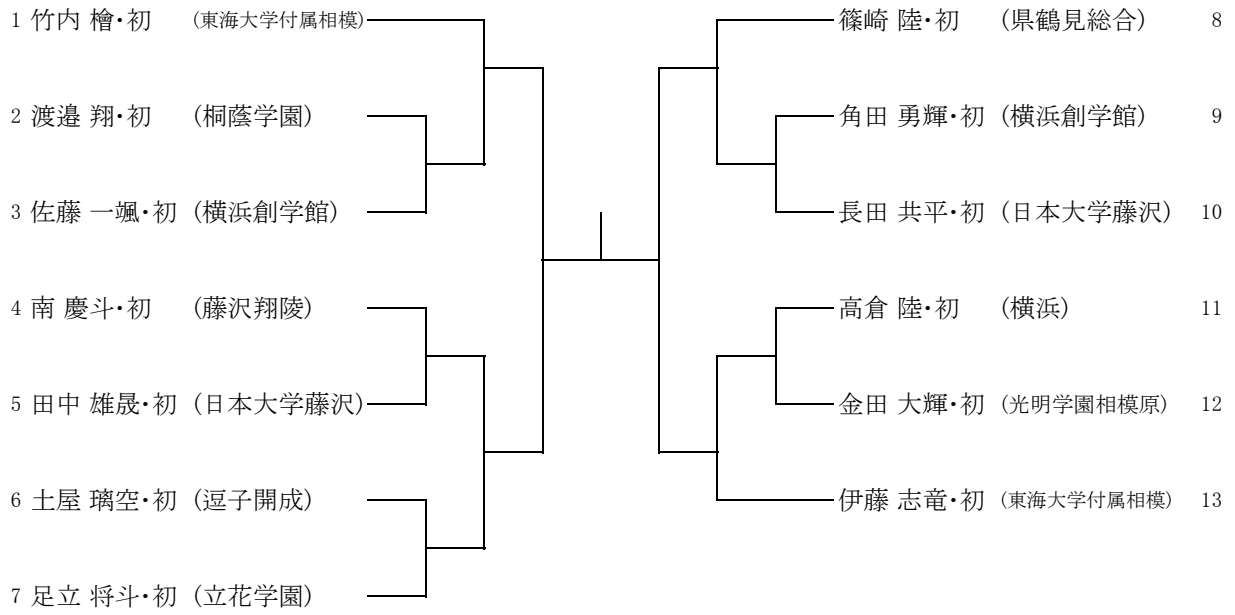 1 竹内 檜・初 (東海大学付属相模)
2 渡邉 翔・初 (桐蔭学園)
3 佐藤 一颯・初 (横浜創学館)
4 南 慶斗・初 (藤沢翔陵)
5 田中 雄晟・初 (日本大学藤沢)
6 土屋 璃空・初 (逗子開成)
7 足立 将斗・初 (立花学園)
篠崎 陸・初 (県鶴見総合) 8
角田 勇輝・初 (横浜創学館) 9
長田 共平・初 (日本大学藤沢) 10
高倉 陸・初 (横浜) 11
金田 大輝・初 (光明学園相模原) 12
伊藤 志竜・初 (東海大学付属相模) 13